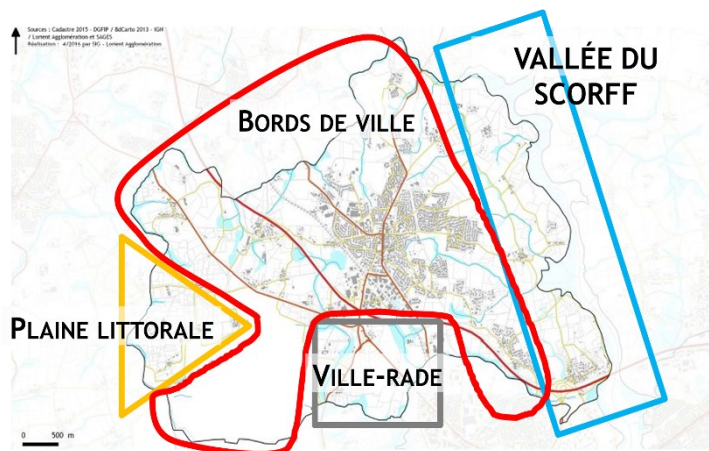 Sources : Cadastre 2015 - DGFIP / BdCarto 2013 - IGN
/ Lorient agglomération et SAGES
Réalisation : 4/2016 par SIG - Lorient Agglomération
VALLÉE DU
SCORFF
BORDS DE VILLE
PLAINE LITTORALE
VILLE-RADE
0 500 m